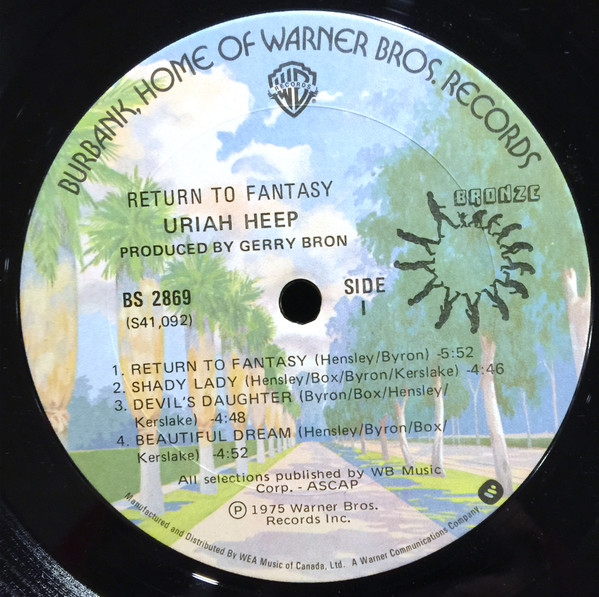 BURBANK, HOME OF WARNER BROS. RECORDS
WB
RECORDS
®
RETURN TO FANTASY
URIAH HEEP
PRODUCED BY GERRY BRON
BRONZE
BS 2869
(S41,092)
SIDE
1
1. RETURN TO FANTASY (Hensley/Byron) -5:52
2. SHADY LADY (Hensley/Box/Byron/Kerslake) -4:46
3. DEVIL'S DAUGHTER (Byron/Box/Hensley/
Kerslake) -4:48
4. BEAUTIFUL DREAM (Hensley/Byron/Box/
Kerslake) -4:52
All selections published by WB Music
Corp. - ASCAP
Ⓟ 1975 Warner Bros.
Records Inc.
Manufactured and Distributed By WEA Music of Canada, Ltd. A Warner Communications Company